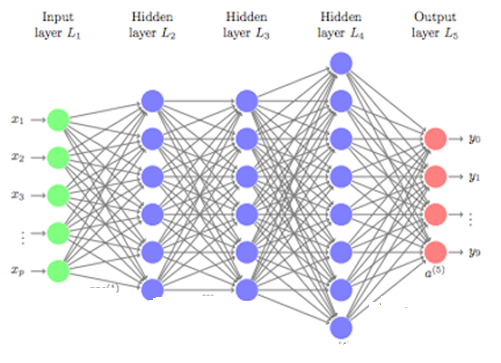 Input
layer L₁
Hidden
layer L₂
Hidden
layer L₃
Hidden
layer L₄
Output
layer L₅
x₁
x₂
x₃
⋮
xₚ
y₀
y₁
⋮
y₉
a⁽⁵⁾